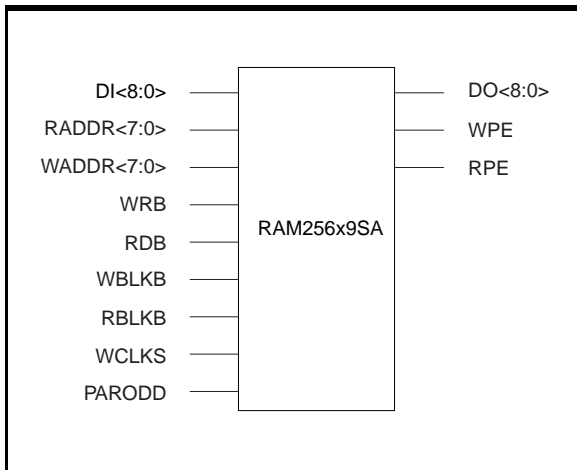 DI<8:0>
RADDR<7:0>
WADDR<7:0>
WRB
RDB
WBLKB
RBLKB
WCLKS
PARODD
RAM256x9SA
DO<8:0>
WPE
RPE